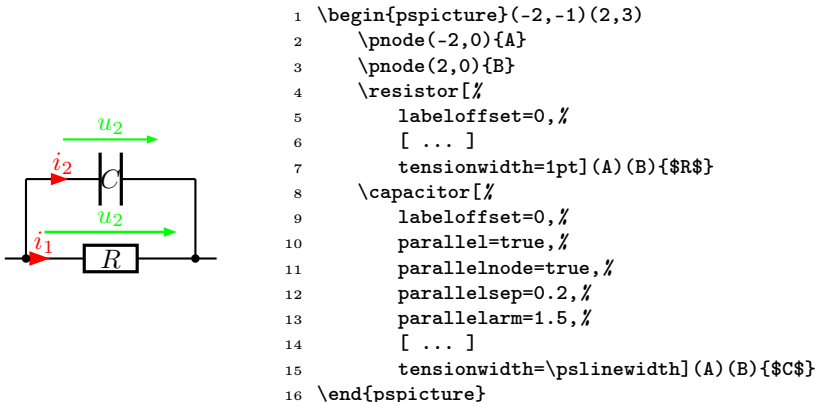 u₂
i₂
C
u₂
i₁
R
1 \begin{pspicture}(-2,-1)(2,3)
2 \pnode(-2,0){A}
3 \pnode(2,0){B}
4 \resistor[%
5 labeloffset=0,%
6 [ ... ]
7 tensionwidth=1pt](A)(B){$R$}
8 \capacitor[%
9 labeloffset=0,%
10 parallel=true,%
11 parallelnode=true,%
12 parallelsep=0.2,%
13 parallelarm=1.5,%
14 [ ... ]
15 tensionwidth=\pslinewidth](A)(B){$C$}
16 \end{pspicture}